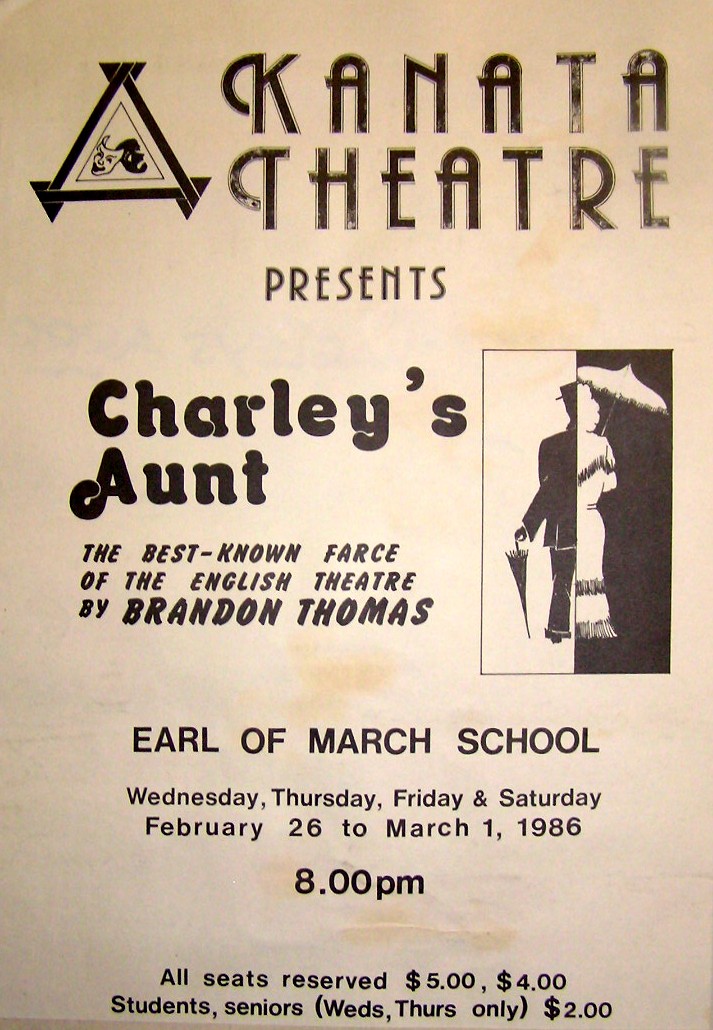 KANATA
THEATRE
PRESENTS
Charley's
Aunt
THE BEST-KNOWN FARCE
OF THE ENGLISH THEATRE
BY BRANDON THOMAS
EARL OF MARCH SCHOOL
Wednesday, Thursday, Friday & Saturday
February 26 to March 1, 1986
8.00pm
All seats reserved $5.00, $4.00
Students, seniors (Weds, Thurs only) $2.00